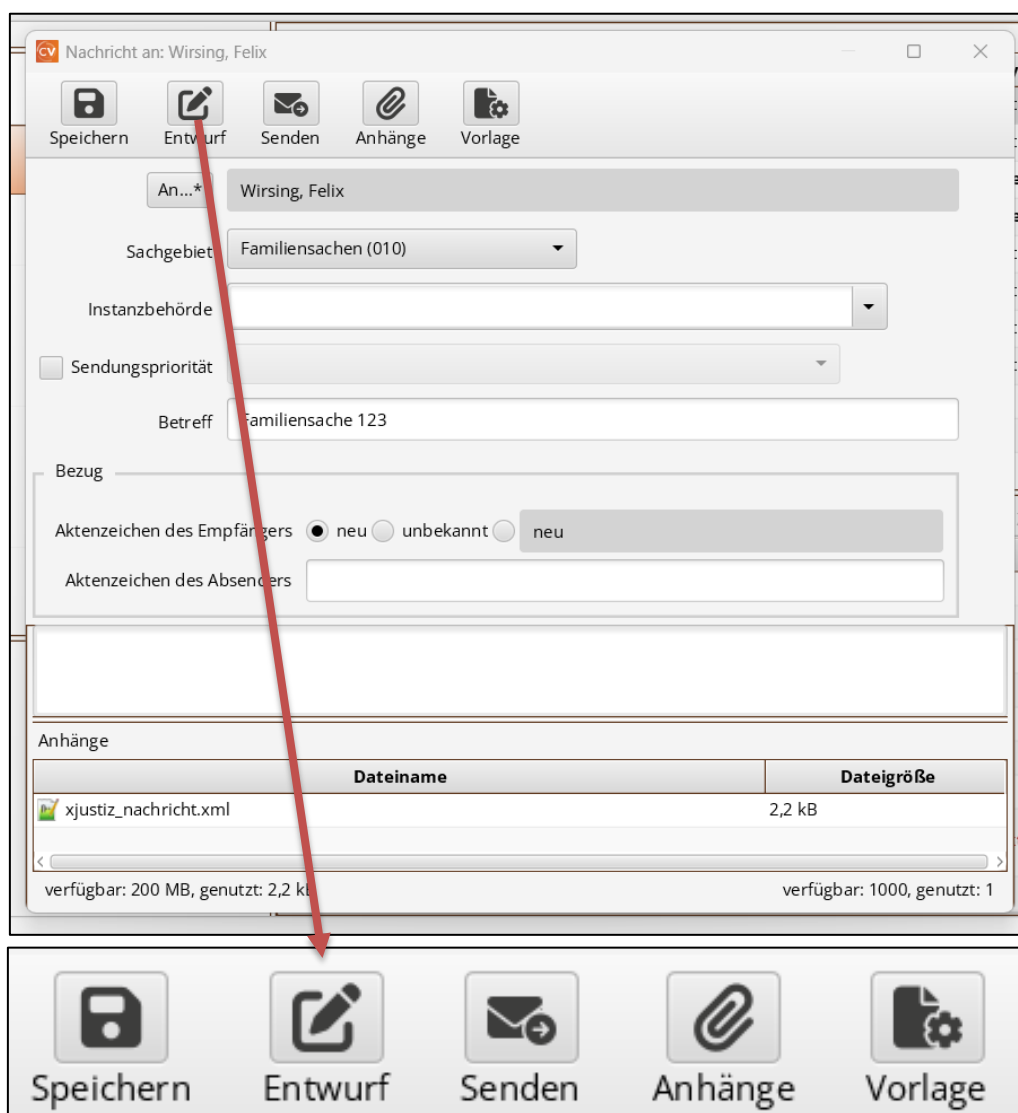 CV Nachricht an: Wirsing, Felix
Speichern Entwurf Senden Anhänge Vorlage
An...* Wirsing, Felix
Sachgebiet Familiensachen (010)
Instanzbehörde
Sendungspriorität
Betreff Familiensache 123
Bezug
Aktenzeichen des Empfängers neu unbekannt neu
Aktenzeichen des Absenders
Anhänge
Dateiname Dateigröße
xjustiz_nachricht.xml 2,2 kB
verfügbar: 200 MB, genutzt: 2,2 kB verfügbar: 1000, genutzt: 1
Speichern Entwurf Senden Anhänge Vorlage